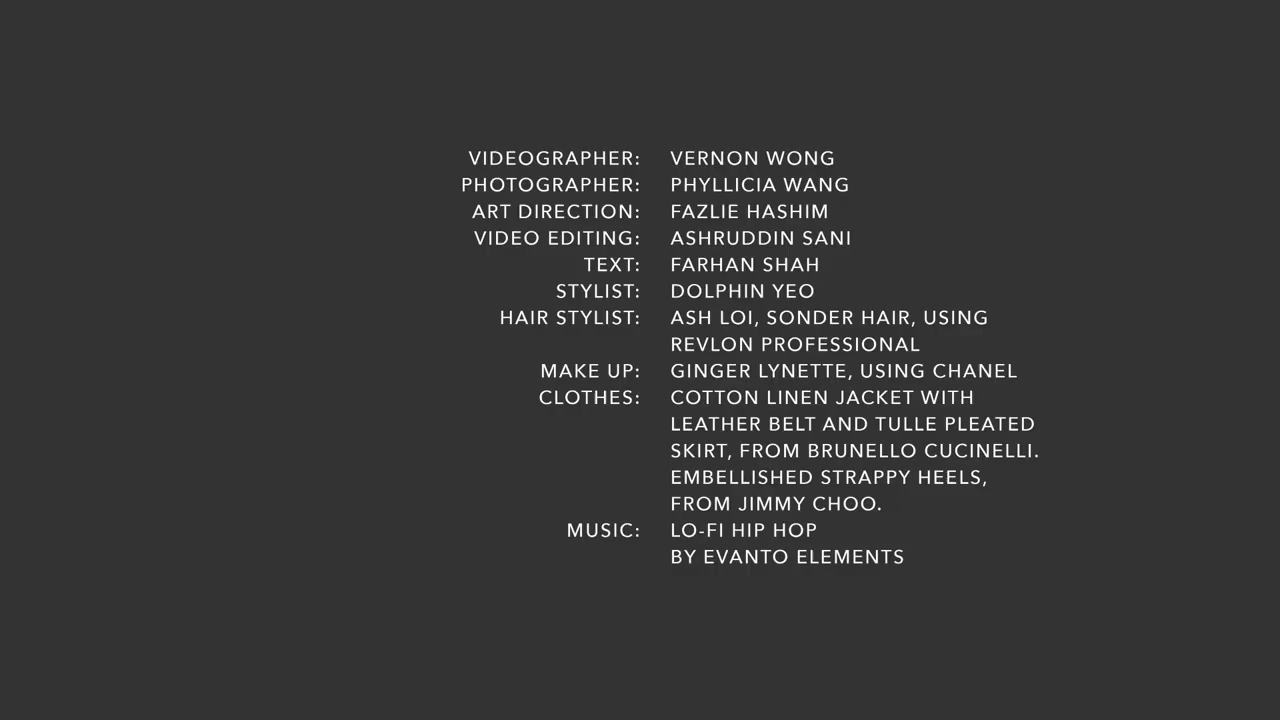 VIDEOGRAPHER: VERNON WONG
PHOTOGRAPHER: PHYLLICIA WANG
ART DIRECTION: FAZLIE HASHIM
VIDEO EDITING: ASHRUDDIN SANI
TEXT: FARHAN SHAH
STYLIST: DOLPHIN YEO
HAIR STYLIST: ASH LOI, SONDER HAIR, USING
REVLON PROFESSIONAL
MAKE UP: GINGER LYNETTE, USING CHANEL
CLOTHES: COTTON LINEN JACKET WITH
LEATHER BELT AND TULLE PLEATED
SKIRT, FROM BRUNELLO CUCINELLI.
EMBELLISHED STRAPPY HEELS,
FROM JIMMY CHOO.
MUSIC: LO-FI HIP HOP
BY EVANTO ELEMENTS